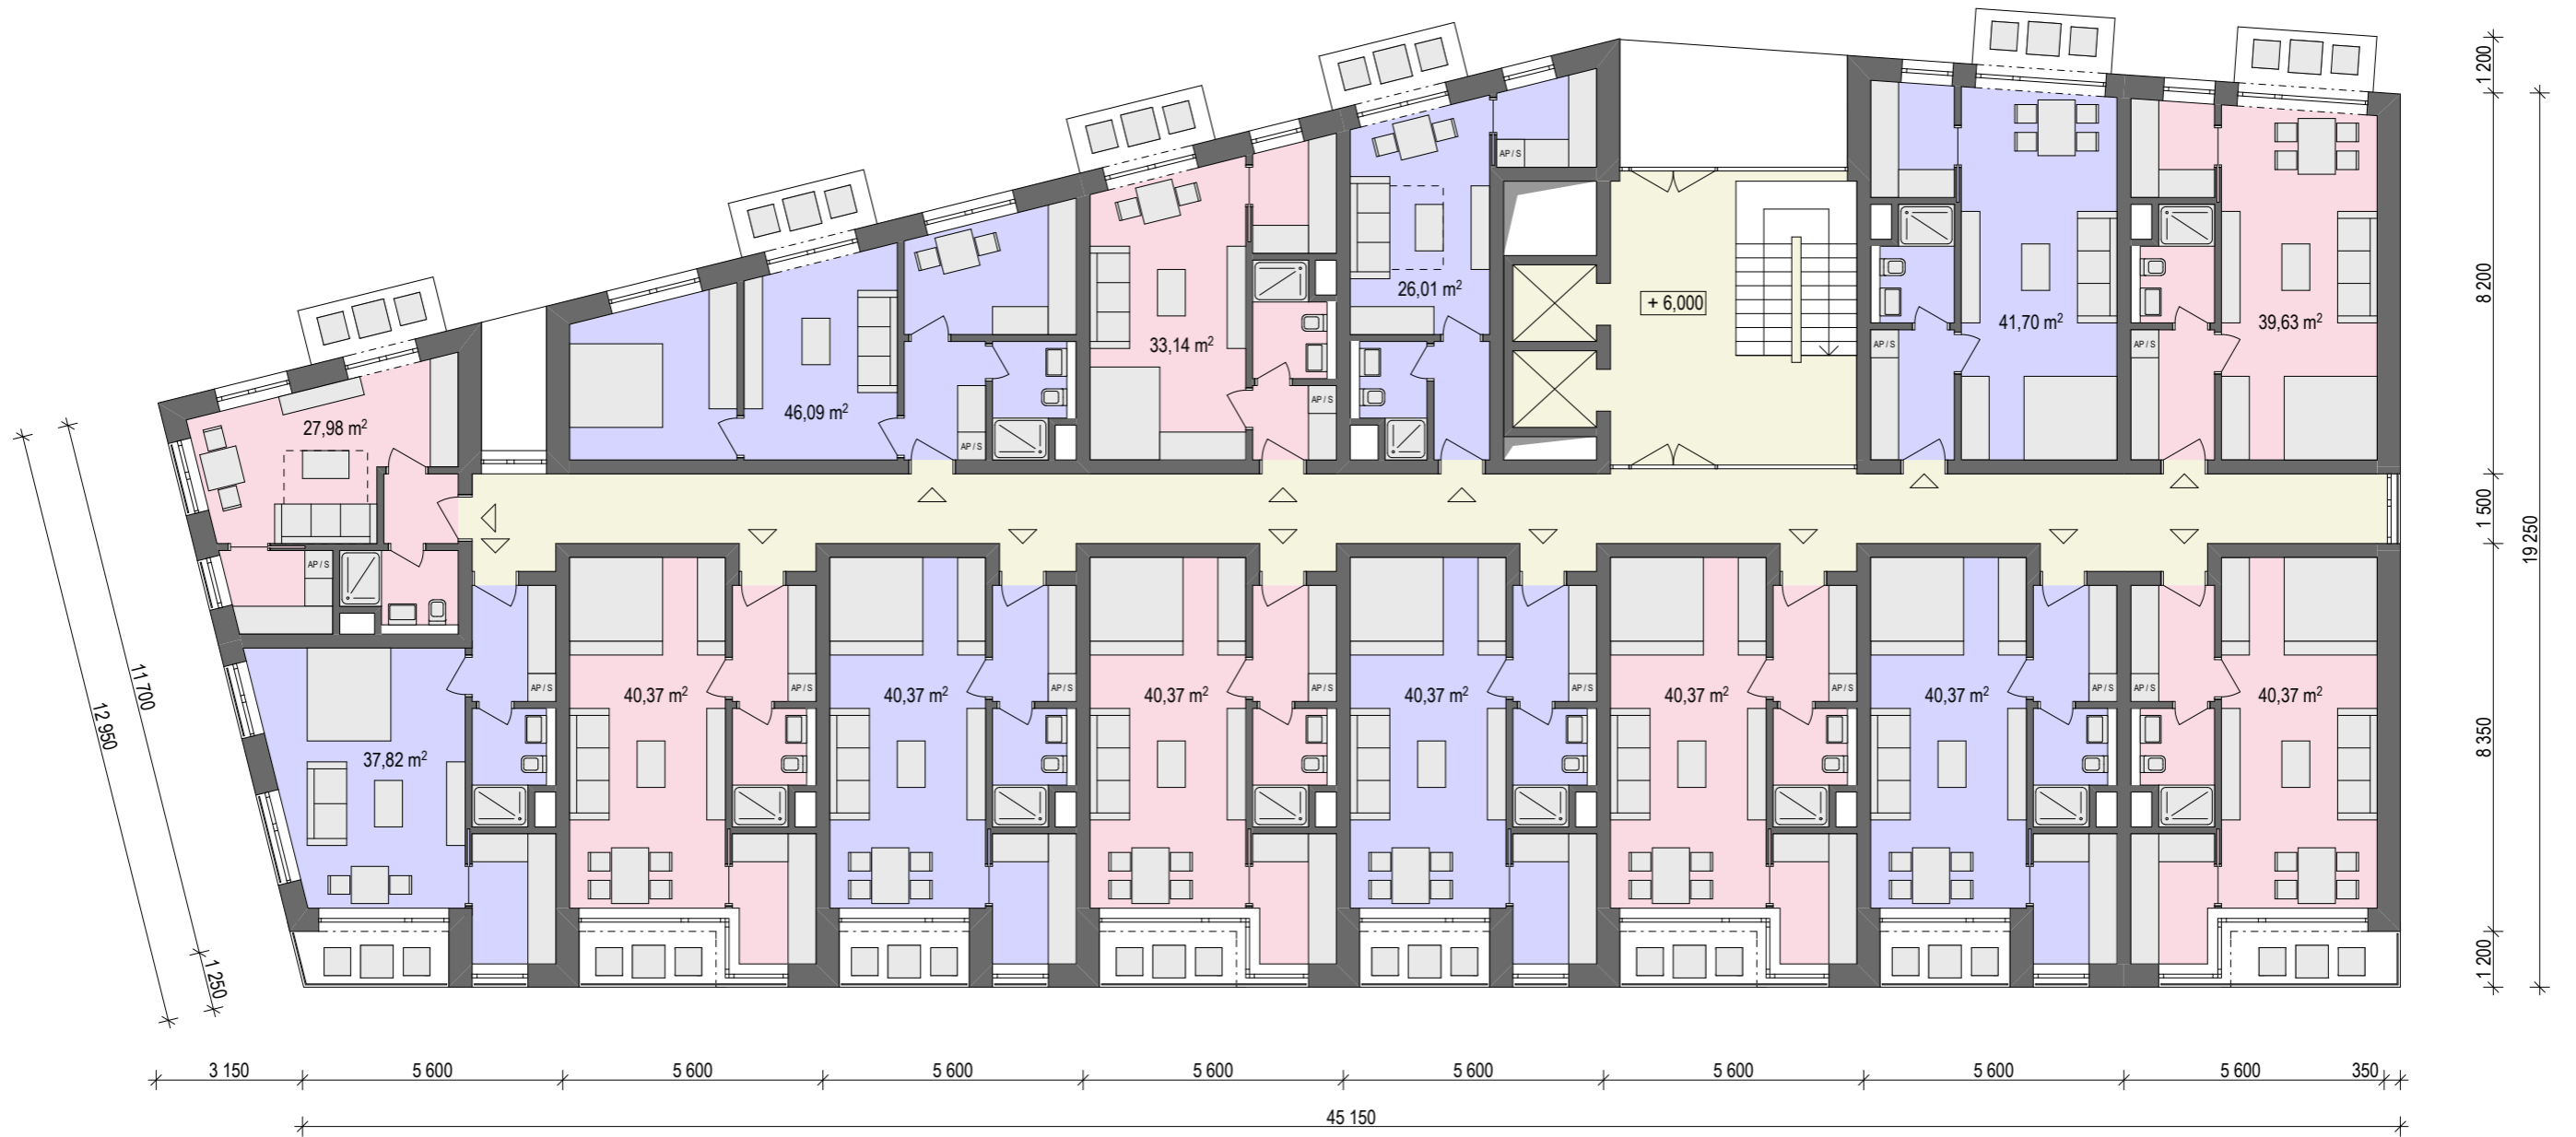 1 200
AP / S
26,01 m²
8 200
+ 6,000
33,14 m²
41,70 m²
39,63 m²
AP / S
AP / S
46,09 m²
27,98 m²
AP / S
AP / S
1 500
19 250
AP / S
11 700
12 950
AP / S
AP / S
AP / S
AP / S
AP / S
AP / S
AP / S
AP / S
40,37 m²
40,37 m²
40,37 m²
40,37 m²
40,37 m²
40,37 m²
40,37 m²
37,82 m²
8 350
1 250
1 200
3 150
5 600
5 600
5 600
5 600
5 600
5 600
5 600
5 600
350
45 150